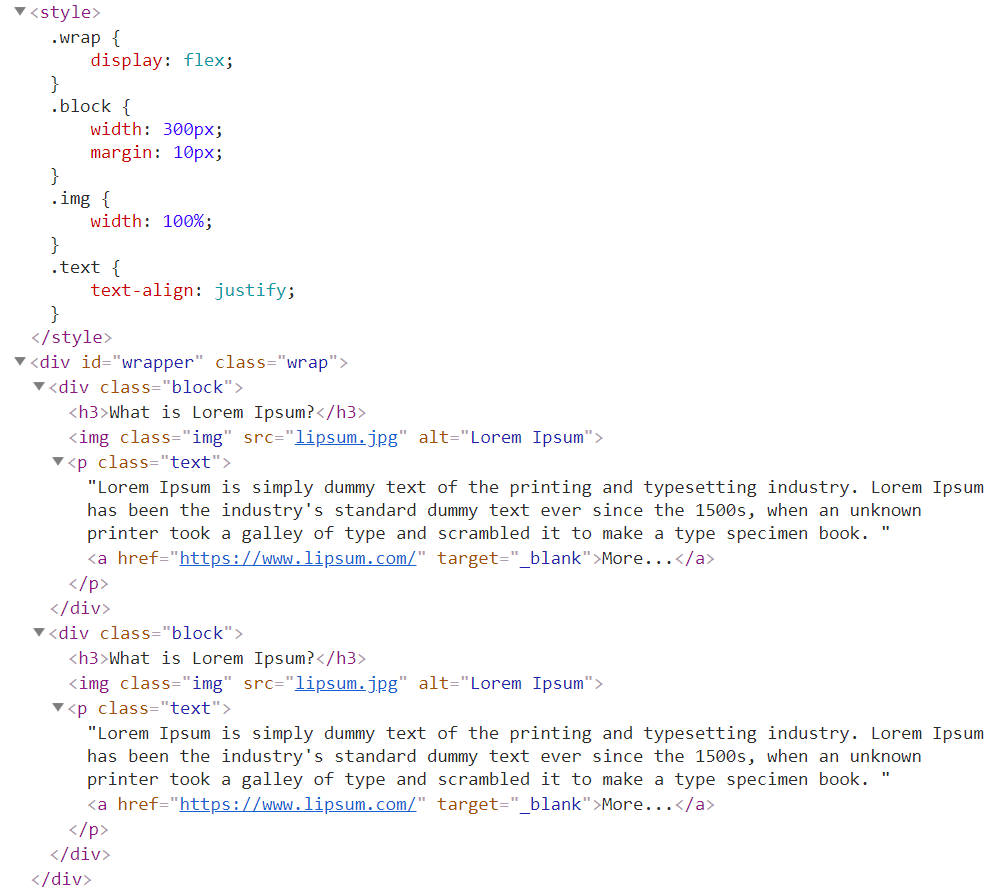 <style>
.wrap {
display: flex;
}
.block {
width: 300px;
margin: 10px;
}
.img {
width: 100%;
}
.text {
text-align: justify;
}
</style>
<div id="wrapper" class="wrap">
<div class="block">
<h3>What is Lorem Ipsum?</h3>
<img class="img" src="lipsum.jpg" alt="Lorem Ipsum">
<p class="text">
"Lorem Ipsum is simply dummy text of the printing and typesetting industry. Lorem Ipsum
has been the industry's standard dummy text ever since the 1500s, when an unknown
printer took a galley of type and scrambled it to make a type specimen book. "
<a href="https://www.lipsum.com/" target="_blank">More...</a>
</p>
</div>
<div class="block">
<h3>What is Lorem Ipsum?</h3>
<img class="img" src="lipsum.jpg" alt="Lorem Ipsum">
<p class="text">
"Lorem Ipsum is simply dummy text of the printing and typesetting industry. Lorem Ipsum
has been the industry's standard dummy text ever since the 1500s, when an unknown
printer took a galley of type and scrambled it to make a type specimen book. "
<a href="https://www.lipsum.com/" target="_blank">More...</a>
</p>
</div>
</div>